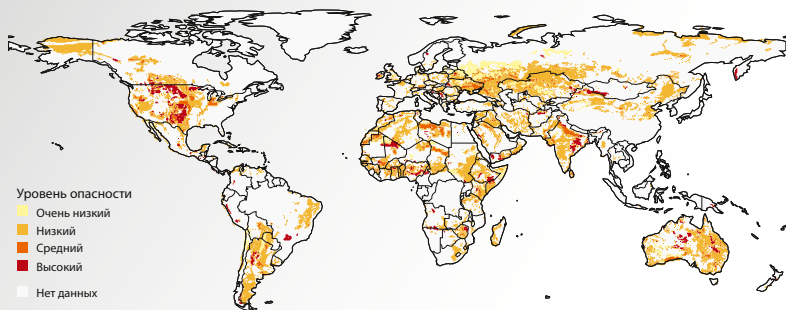 Уровень опасности
Очень низкий
Низкий
Средний
Высокий
Нет данных